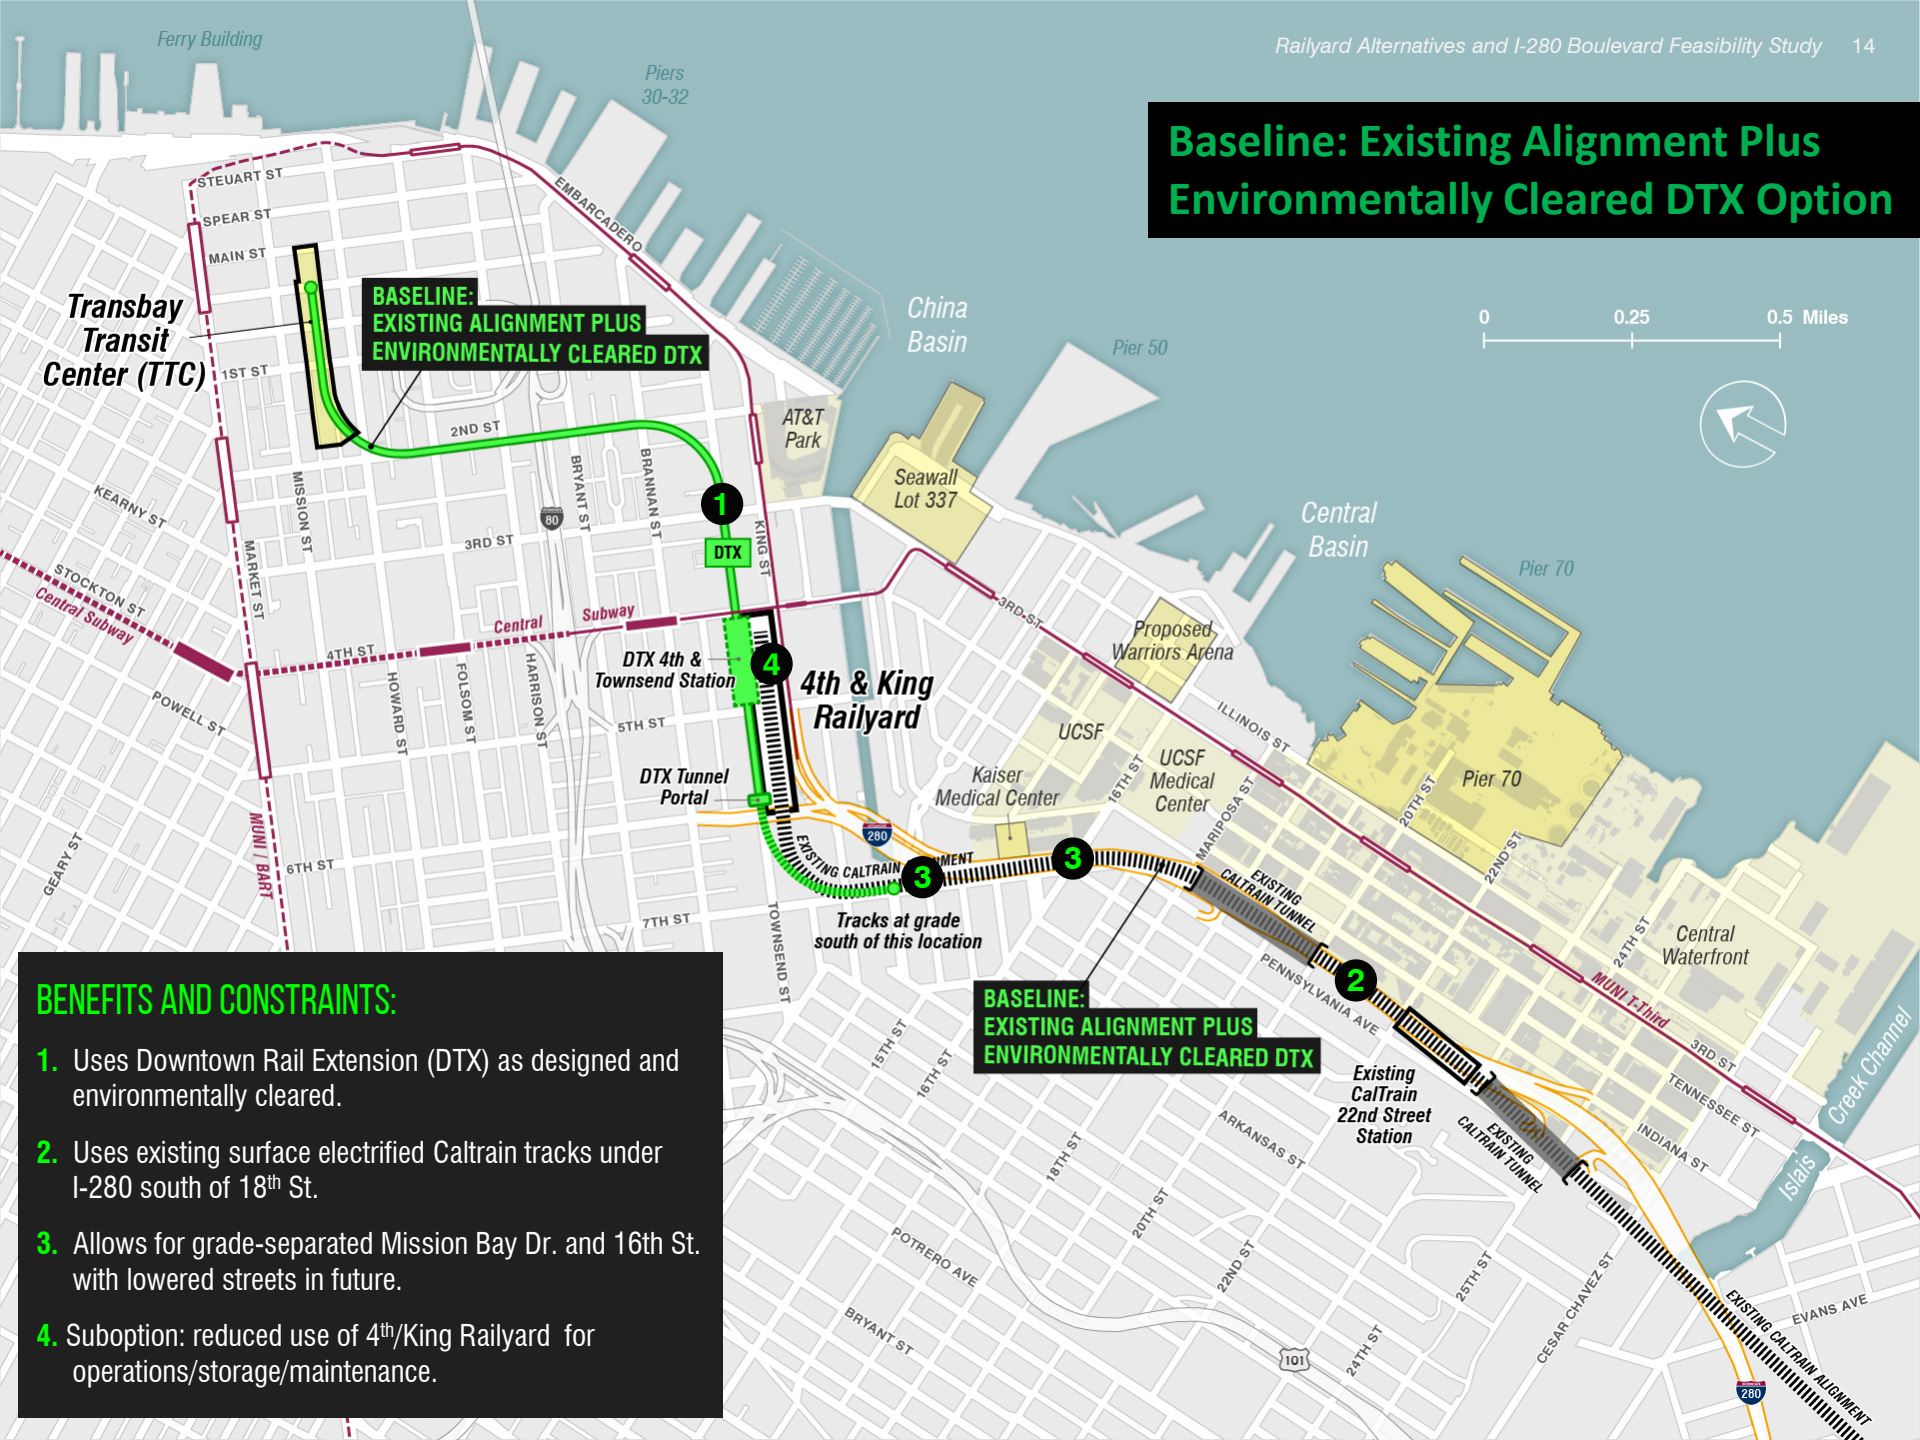 Railyard Alternatives and I-280 Boulevard Feasibility Study 14
Baseline: Existing Alignment Plus
Environmentally Cleared DTX Option
Ferry Building
Piers
30-32
STEUART ST
SPEAR ST
MAIN ST
EMBARCADERO
Transbay
Transit
Center (TTC)
1ST ST
BASELINE:
EXISTING ALIGNMENT PLUS
ENVIRONMENTALLY CLEARED DTX
China
Basin
Pier 50
0 0.25 0.5 Miles
AT&T
Park
2ND ST
Seawall
Lot 337
KEARNY ST
MISSION ST
BRYANT ST
BRANNAN ST
80
1
3RD ST
DTX
KING ST
MARKET ST
Central
Basin
Pier 70
STOCKTON ST
Central Subway
Central
Subway
3RD ST
4TH ST
HOWARD ST
FOLSOM ST
HARRISON ST
POWELL ST
DTX 4th &
Townsend Station
4
4th & King
Railyard
5TH ST
Proposed
Warriors Arena
ILLINOIS ST
UCSF
UCSF
Medical
Center
16TH ST
MARIPOSA ST
Kaiser
Medical Center
Pier 70
20TH ST
22ND ST
DTX Tunnel
Portal
280
MUNI / BART
GEARY ST
6TH ST
EXISTING CALTRAIN
NMENT
3
3
EXISTING
CALTRAIN TUNNEL
7TH ST
TOWNSEND ST
Tracks at grade
south of this location
PENNSYLVANIA AVE
2
24TH ST
Central
Waterfront
MUNI T-Third
3RD ST
TENNESSEE ST
INDIANA ST
Creek Channel
Islais
BASELINE:
EXISTING ALIGNMENT PLUS
ENVIRONMENTALLY CLEARED DTX
Existing
CalTrain
22nd Street
Station
EXISTING
CALTRAIN TUNNEL
15TH ST
16TH ST
18TH ST
ARKANSAS ST
20TH ST
22ND ST
25TH ST
CESAR CHAVEZ ST
POTRERO AVE
BRYANT ST
101
24TH ST
EVANS AVE
280
EXISTING CALTRAIN ALIGNMENT
BENEFITS AND CONSTRAINTS:
1. Uses Downtown Rail Extension (DTX) as designed and
environmentally cleared.
2. Uses existing surface electrified Caltrain tracks under
I-280 south of 18th St.
3. Allows for grade-separated Mission Bay Dr. and 16th St.
with lowered streets in future.
4. Suboption: reduced use of 4th/King Railyard for
operations/storage/maintenance.